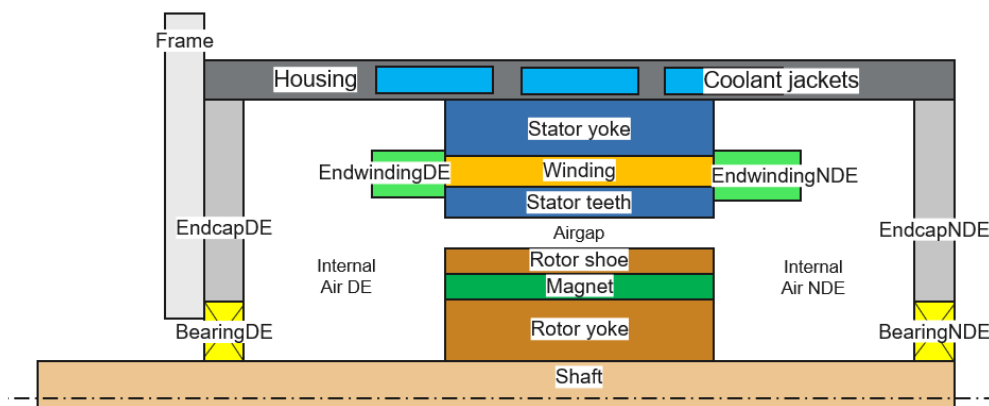 Frame
Housing
Coolant jackets
Stator yoke
EndwindingDE
Winding
EndwindingNDE
Stator teeth
EndcapDE
Airgap
EndcapNDE
Rotor shoe
Internal
Air DE
Internal
Air NDE
Magnet
BearingDE
Rotor yoke
BearingNDE
Shaft